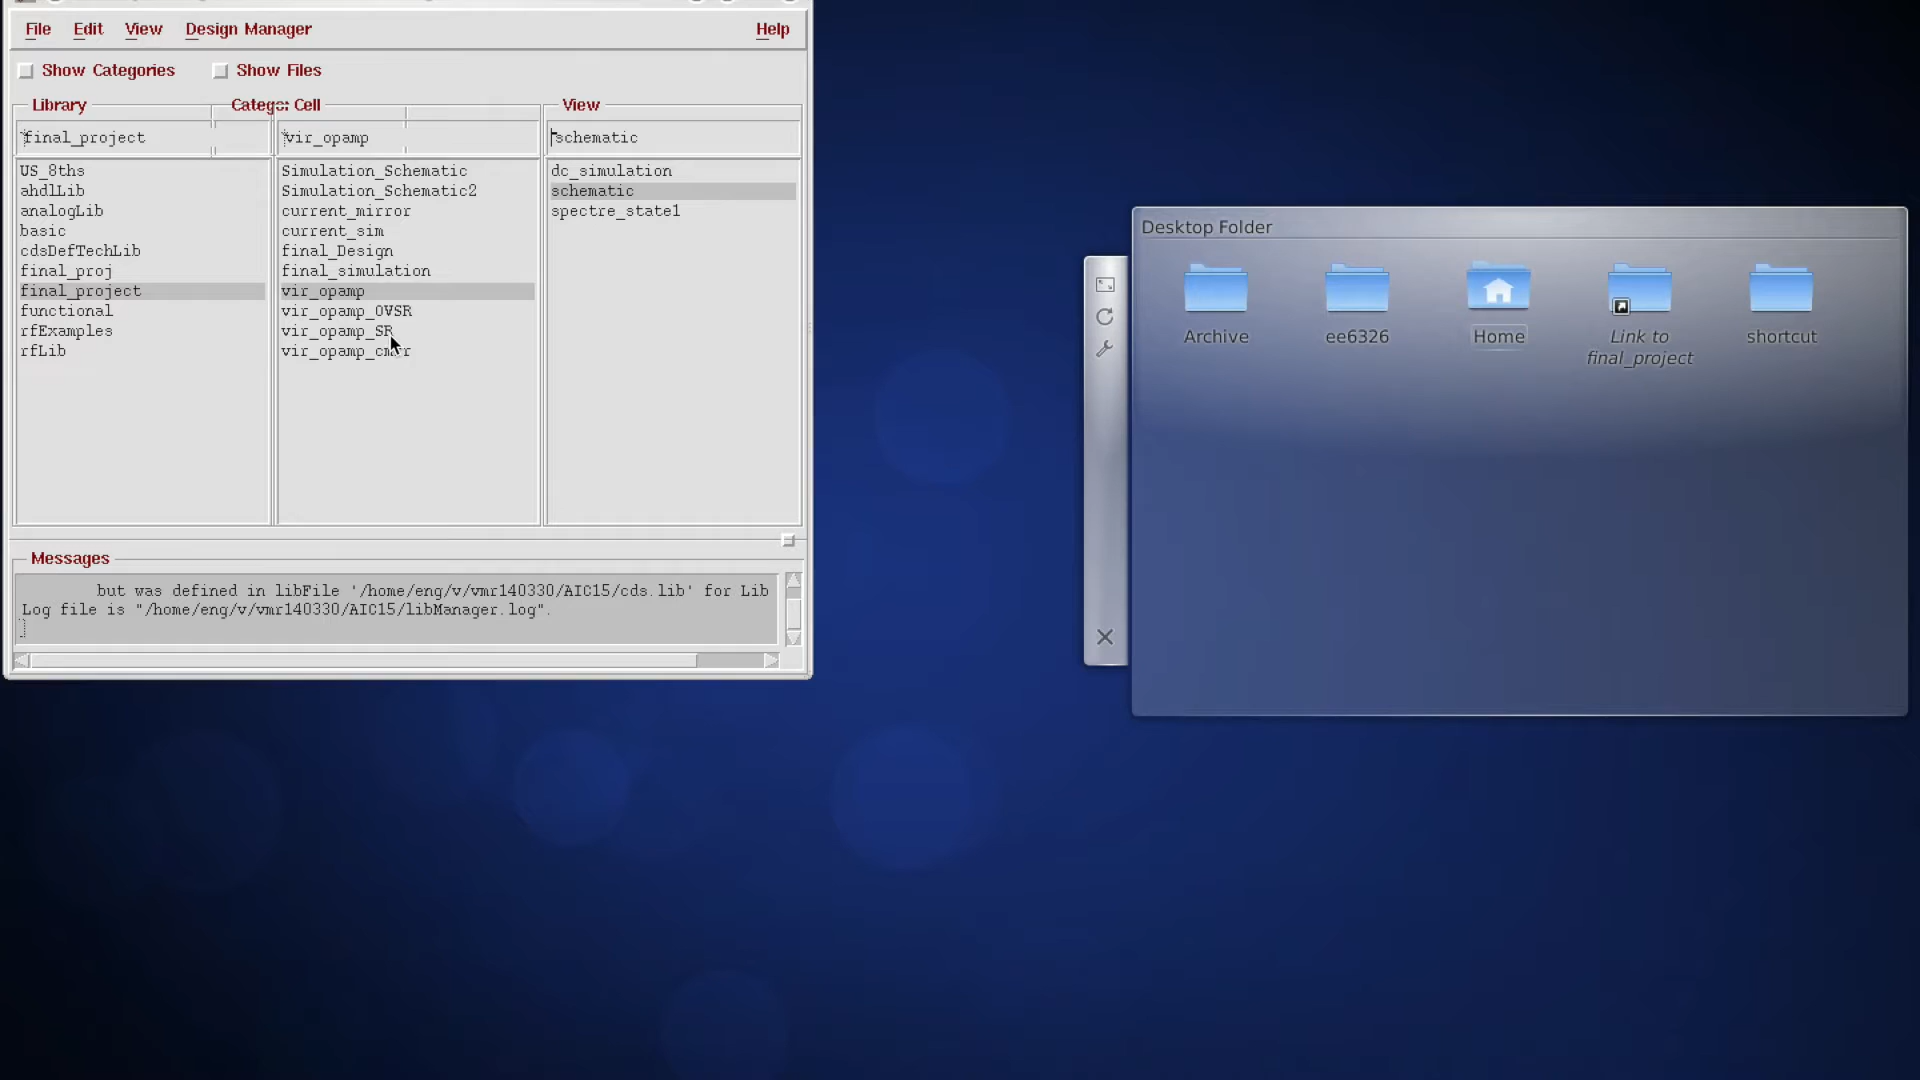 File Edit View Design Manager Help
Show Categories Show Files
Library Catego: Cell View
final_project vir_opamp schematic
US_8ths
ahdlLib
analogLib
basic
cdsDefTechLib
final_proj
final_project
functional
rfExamples
rfLib
Simulation_Schematic
Simulation_Schematic2
current_mirror
current_sim
final_Design
final_simulation
vir_opamp
vir_opamp_OVSR
vir_opamp_SR
dc_simulation
schematic
spectre_state1
Messages
but was defined in libFile '/home/eng/v/vmr140330/AIC15/cds.lib' for Lib
Log file is "/home/eng/v/vmr140330/AIC15/libManager.log".
Desktop Folder
Archive
ee6326
Home
Link to
final_project
shortcut